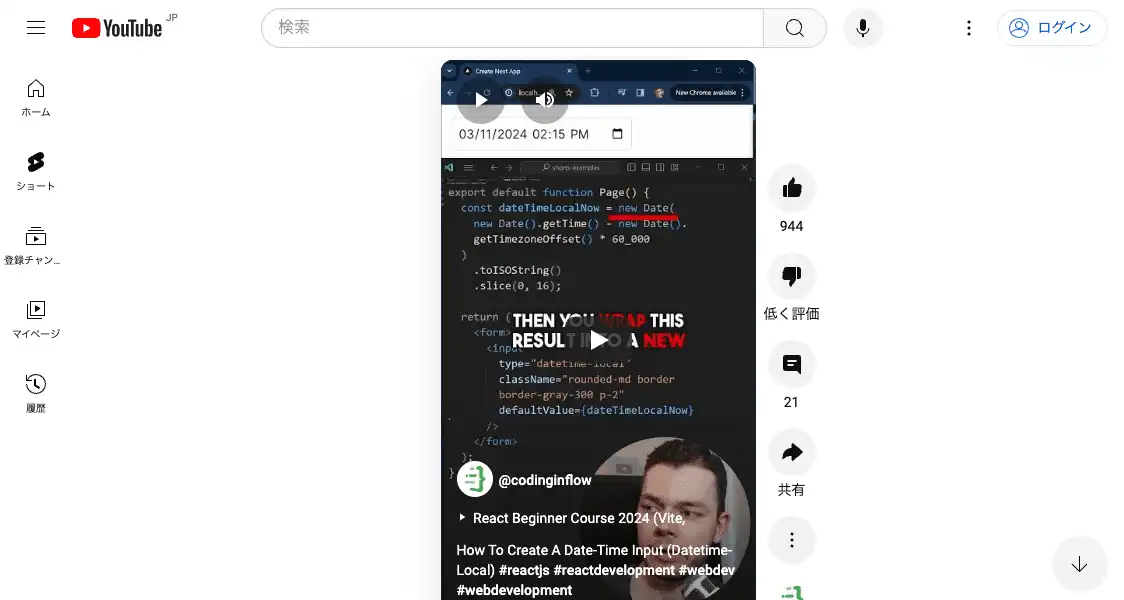 YouTube JP
検索
ログイン
ホーム
ショート
登録チャン...
マイページ
履歴
Create Next App
localh...
New Chrome available
03/11/2024 02:15 PM
shorts-examples
export default function Page() {
const dateTimeLocalNow = new Date(
new Date().getTime() - new Date().
getTimezoneOffset() * 60_000
)
.toISOString()
.slice(0, 16);
return (
<form>
<input
type="datetime-local"
className="rounded-md border
border-gray-300 p-2"
defaultValue={dateTimeLocalNow}
/>
</form>
);
}
THEN YOU WRAP THIS
RESULT INTO A NEW
@codinginflow
React Beginner Course 2024 (Vite,
How To Create A Date-Time Input (Datetime-
Local) #reactjs #reactdevelopment #webdev
#webdevelopment
944
低く評価
21
共有